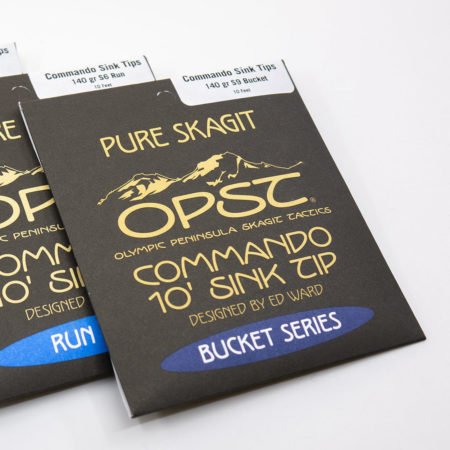 Tips
Commando Sink Tips
140 gr S6 Run
10 Feet
RUN
Commando Sink Tips
140 gr S9 Bucket
10 Feet
PURE SKAGIT
OPST®
OLYMPIC PENINSULA SKAGIT TACTICS
COMMANDO
10' SINK TIP
DESIGNED BY ED WARD
BUCKET SERIES